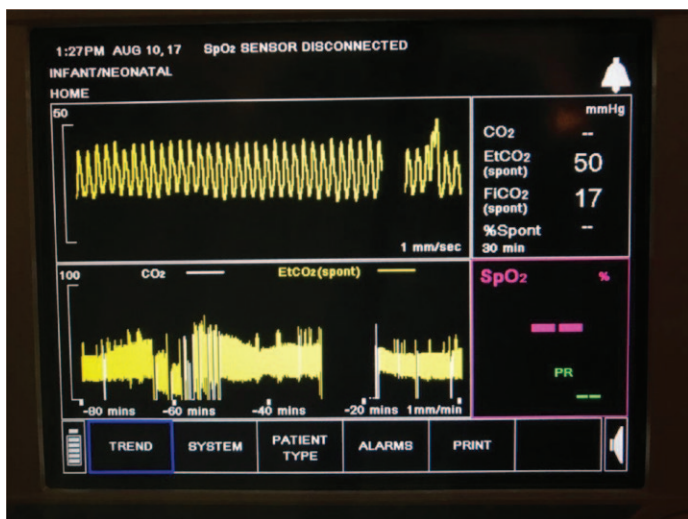 1:27PM AUG 10, 17 SpO2 SENSOR DISCONNECTED
INFANT/NEONATAL
HOME
50
1 mm/sec
mmHg
CO2 --
EtCO2 50
(spont)
FiCO2 17
(spont)
%Spont --
30 min
100 CO2 EtCO2(spont)
-80 mins -60 mins -40 mins -20 mins 1mm/min
SpO2 %
--
PR
--
TREND SYSTEM PATIENT TYPE ALARMS PRINT